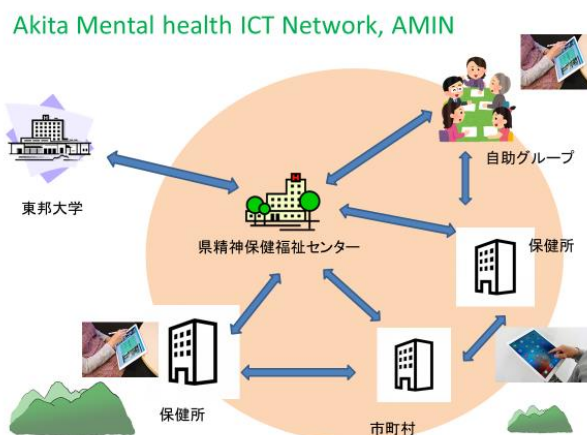 Akita Mental health ICT Network, AMIN
自助グループ
東邦大学
県精神保健福祉センター
保健所
保健所
市町村